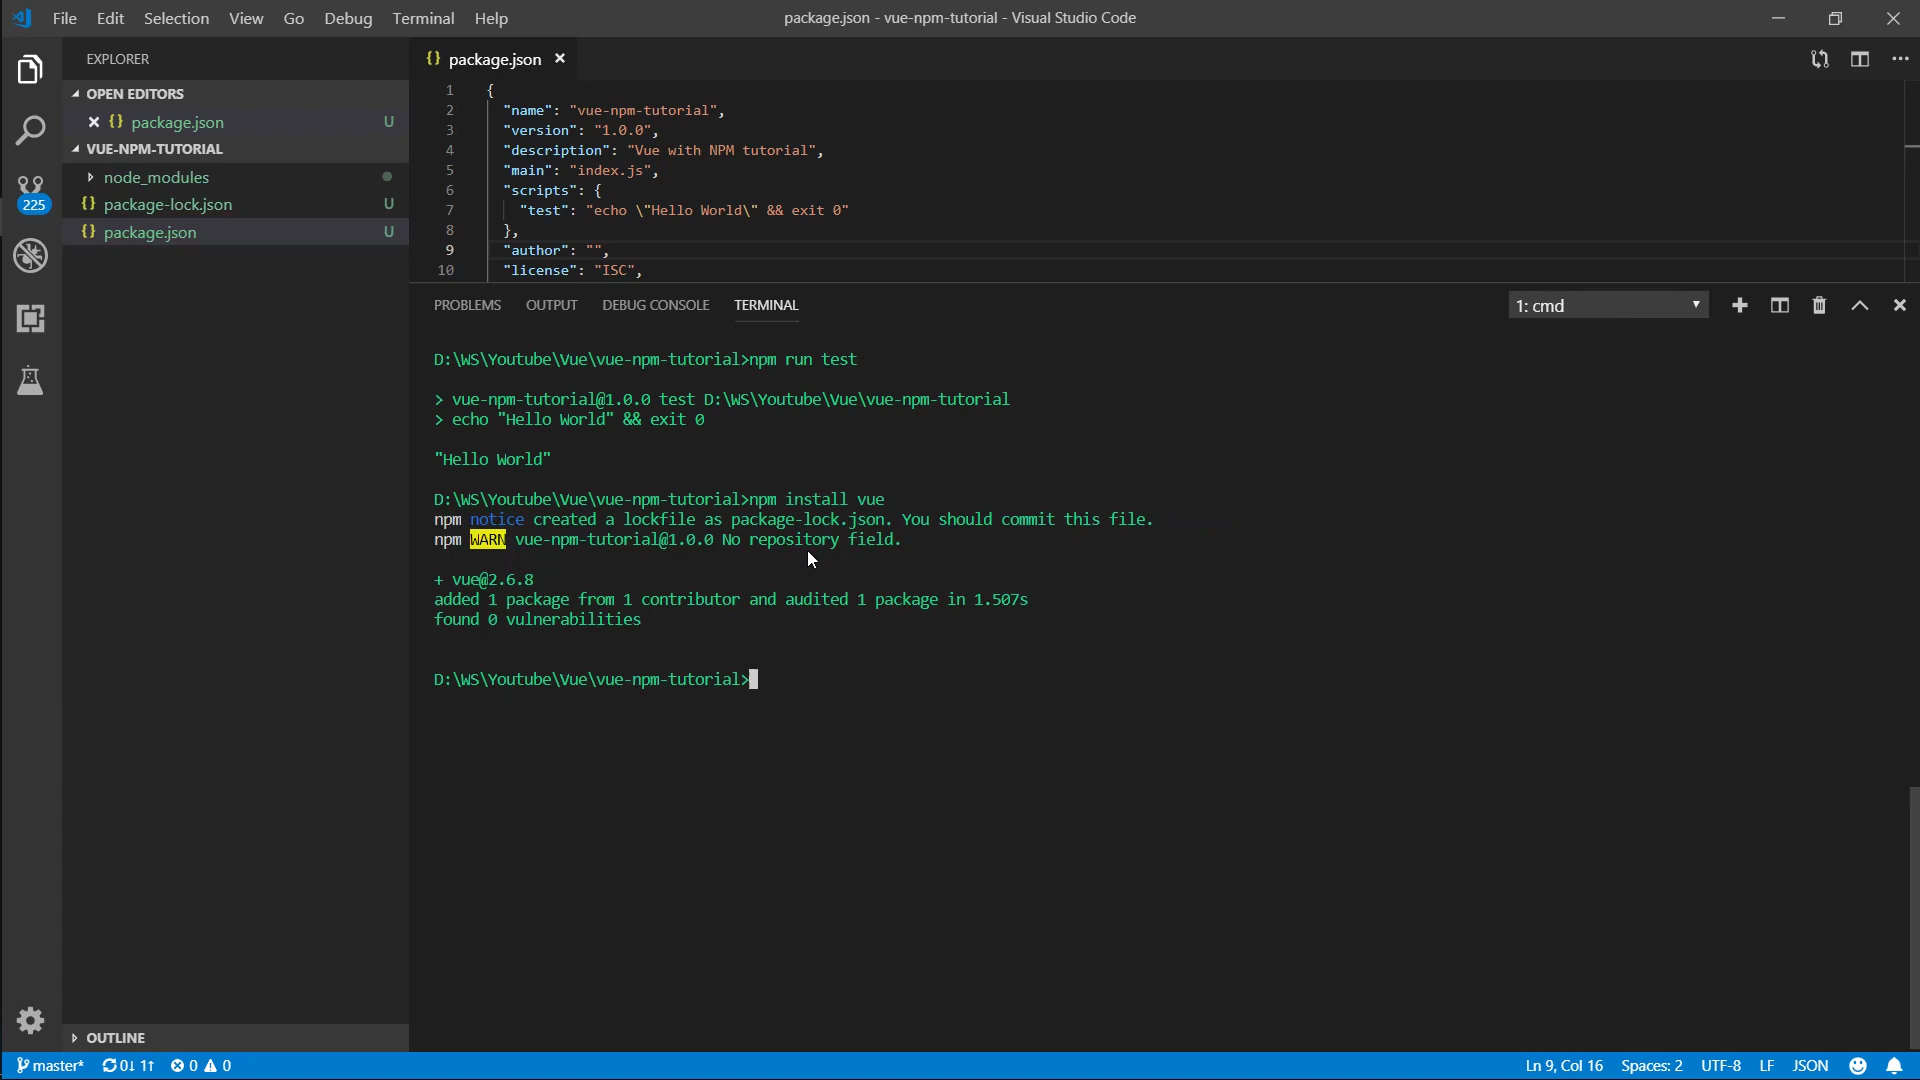 File Edit Selection View Go Debug Terminal Help
package.json - vue-npm-tutorial - Visual Studio Code
EXPLORER
OPEN EDITORS
{} package.json U
VUE-NPM-TUTORIAL
node_modules
{} package-lock.json U
{} package.json U
225
OUTLINE
{} package.json
1 {
2 "name": "vue-npm-tutorial",
3 "version": "1.0.0",
4 "description": "Vue with NPM tutorial",
5 "main": "index.js",
6 "scripts": {
7 "test": "echo \"Hello World\" && exit 0"
8 },
9 "author": "",
10 "license": "ISC",
PROBLEMS OUTPUT DEBUG CONSOLE TERMINAL
1: cmd
D:\WS\Youtube\Vue\vue-npm-tutorial>npm run test
> vue-npm-tutorial@1.0.0 test D:\WS\Youtube\Vue\vue-npm-tutorial
> echo "Hello World" && exit 0
"Hello World"
D:\WS\Youtube\Vue\vue-npm-tutorial>npm install vue
npm notice created a lockfile as package-lock.json. You should commit this file.
npm WARN vue-npm-tutorial@1.0.0 No repository field.
+ vue@2.6.8
added 1 package from 1 contributor and audited 1 package in 1.507s
found 0 vulnerabilities
D:\WS\Youtube\Vue\vue-npm-tutorial>
master* 0↓ 1↑ 0 0
Ln 9, Col 16 Spaces: 2 UTF-8 LF JSON